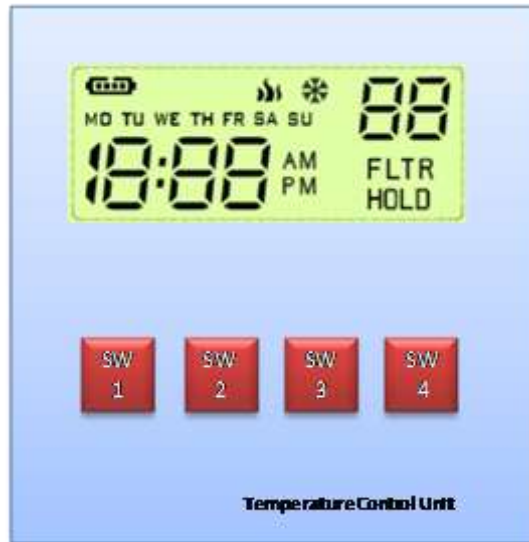 88
MO TU WE TH FR SA SU
18:88 AM
PM
FLTR
HOLD
SW
1
SW
2
SW
3
SW
4
Temperature Control Unit